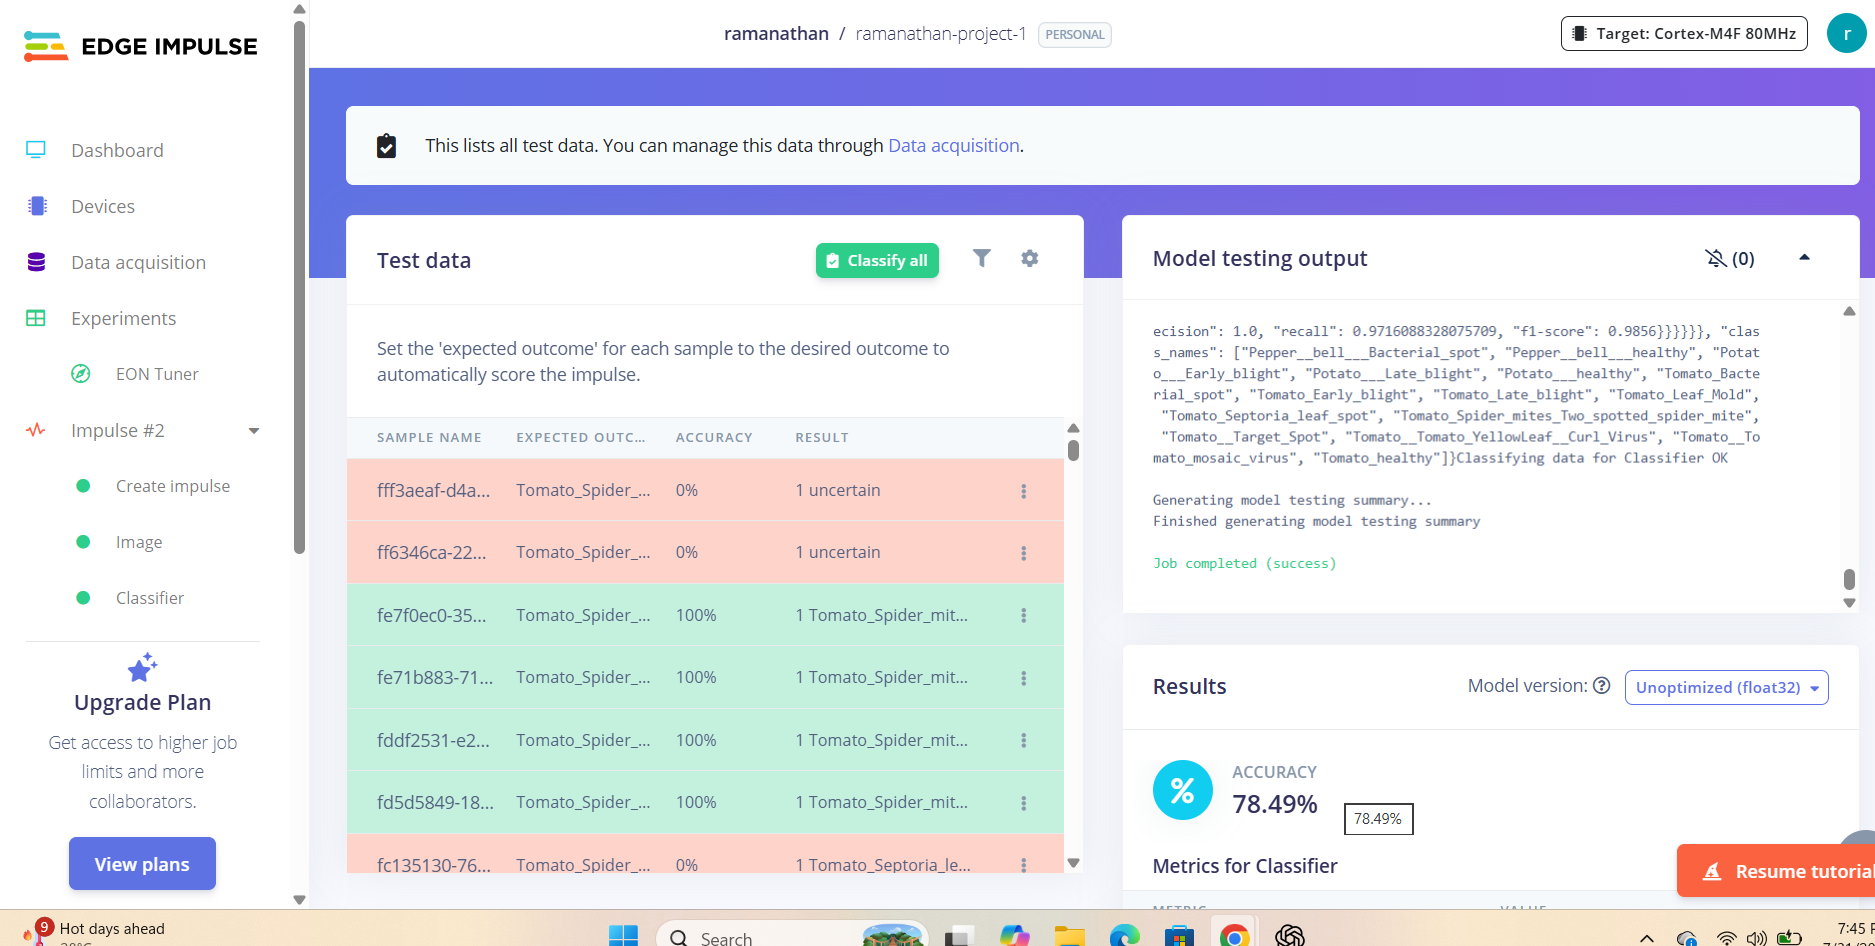 EDGE IMPULSE
ramanathan / ramanathan-project-1 PERSONAL
Target: Cortex-M4F 80MHz
r
Dashboard
Devices
Data acquisition
Experiments
EON Tuner
Impulse #2
Create impulse
Image
Classifier
Upgrade Plan
Get access to higher job
limits and more
collaborators.
View plans
This lists all test data. You can manage this data through Data acquisition.
Test data
Classify all
Set the 'expected outcome' for each sample to the desired outcome to
automatically score the impulse.
SAMPLE NAME EXPECTED OUTC... ACCURACY RESULT
fff3aeaf-d4a... Tomato_Spider_... 0% 1 uncertain
ff6346ca-22... Tomato_Spider_... 0% 1 uncertain
fe7f0ec0-35... Tomato_Spider_... 100% 1 Tomato_Spider_mit...
fe71b883-71... Tomato_Spider_... 100% 1 Tomato_Spider_mit...
fddf2531-e2... Tomato_Spider_... 100% 1 Tomato_Spider_mit...
fd5d5849-18... Tomato_Spider_... 100% 1 Tomato_Spider_mit...
fc135130-76... Tomato_Spider_... 0% 1 Tomato_Septoria_le...
Model testing output
(0)
ecision": 1.0, "recall": 0.9716088328075709, "f1-score": 0.9856}}}}}}, "clas
s_names": ["Pepper__bell___Bacterial_spot", "Pepper__bell___healthy", "Potat
o___Early_blight", "Potato___Late_blight", "Potato___healthy", "Tomato_Bacte
rial_spot", "Tomato_Early_blight", "Tomato_Late_blight", "Tomato_Leaf_Mold",
"Tomato_Septoria_leaf_spot", "Tomato_Spider_mites_Two_spotted_spider_mite",
"Tomato__Target_Spot", "Tomato__Tomato_YellowLeaf__Curl_Virus", "Tomato__To
mato_mosaic_virus", "Tomato_healthy"]}Classifying data for Classifier OK
Generating model testing summary...
Finished generating model testing summary
Job completed (success)
Results
Model version: Unoptimized (float32)
%
ACCURACY
78.49%
78.49%
Metrics for Classifier
METRIC VALUE
Resume tutorial
9
Hot days ahead
Search
7:45